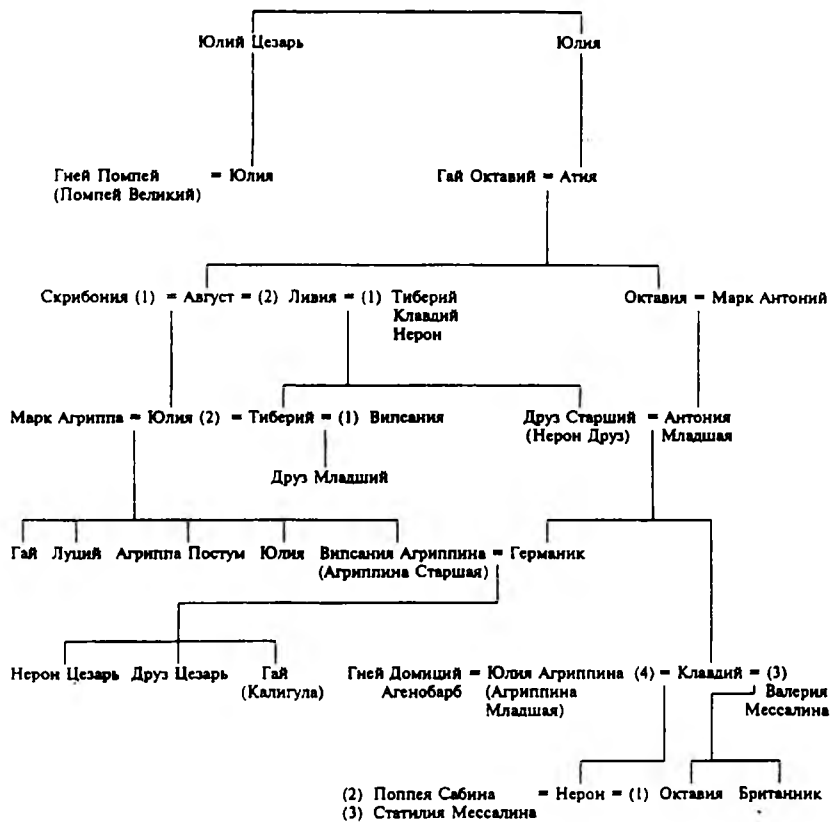 Юлий Цезарь Юлия
Гней Помпей = Юлия Гай Октавий = Атия
(Помпей Великий)
Скрибония (1) = Август = (2) Ливия = (1) Тиберий Октавия = Марк Антоний
Клавдий
Нерон
Марк Агриппа = Юлия (2) = Тиберий = (1) Випсания Друз Старший = Антония
(Нерон Друз) Младшая
Друз Младший
Гай Луций Агриппа Постум Юлия Випсания Агриппина = Германик
(Агриппина Старшая)
Нерон Цезарь Друз Цезарь Гай Гней Домиций = Юлия Агриппина (4) = Клавдий = (3)
(Калигула) Агенобарб (Агриппина Валерия
Младшая) Мессалина
(2) Поппея Сабина = Нерон = (1) Октавия Британник
(3) Статилия Мессалина